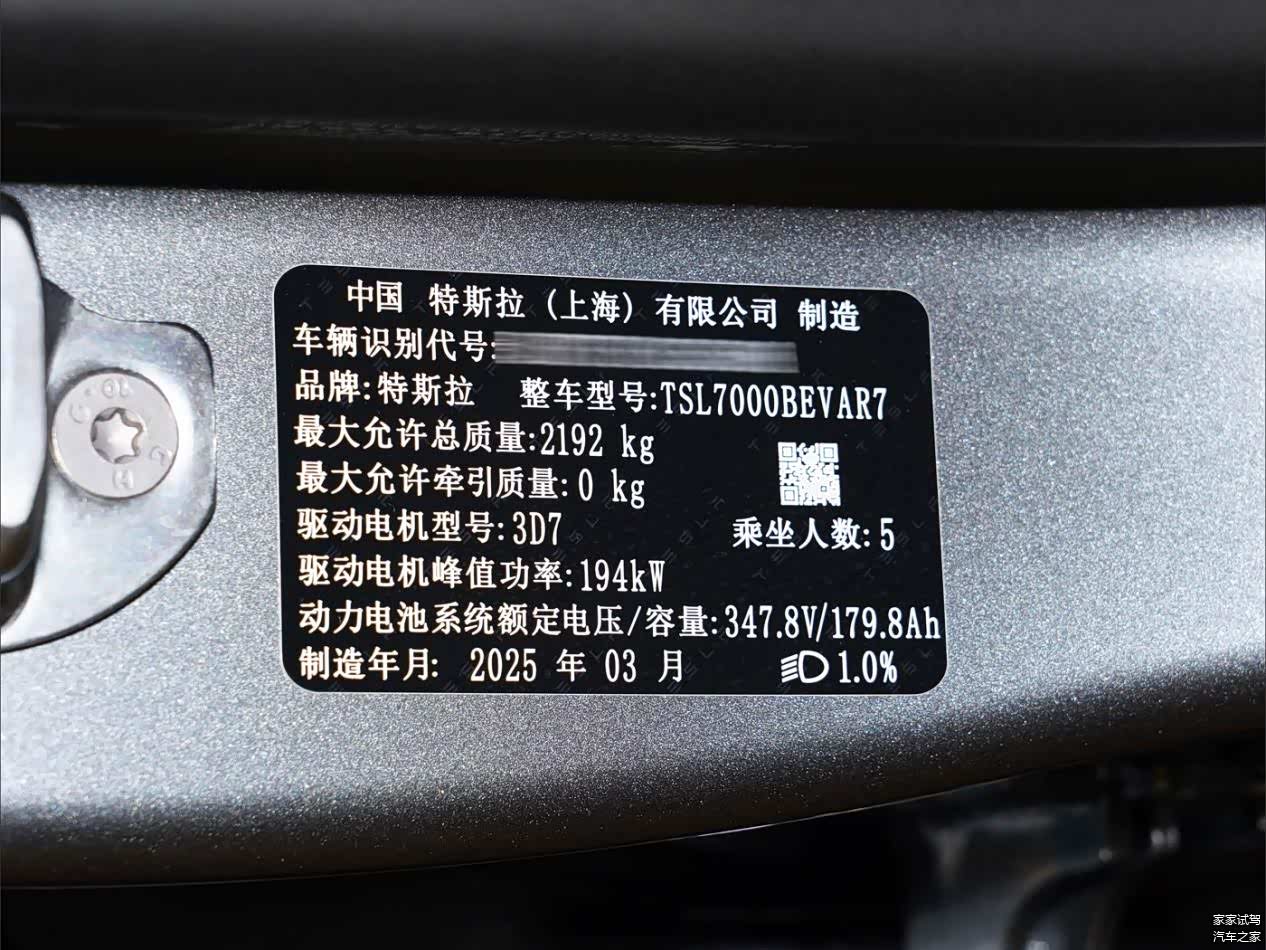 中国 特斯拉（上海）有限公司 制造
车辆识别代号:
品牌:特斯拉 整车型号:TSL7000BEVAR7
最大允许总质量:2192 kg
最大允许牵引质量:0 kg
驱动电机型号:3D7 乘坐人数:5
驱动电机峰值功率:194kW
动力电池系统额定电压/容量:347.8V/179.8Ah
制造年月: 2025 年 03 月 1.0%
家家试驾
汽车之家